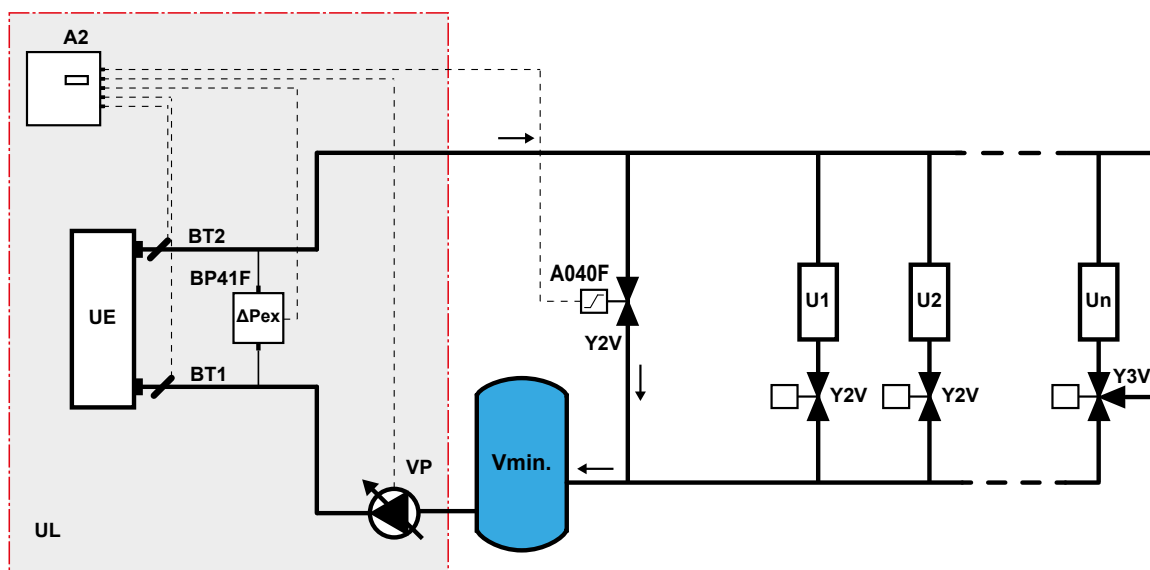 A2
BT2
BP41F
A040F
UE
ΔPex
U1
U2
Un
Y2V
BT1
Y2V
Y2V
Y3V
VP
Vmin.
UL